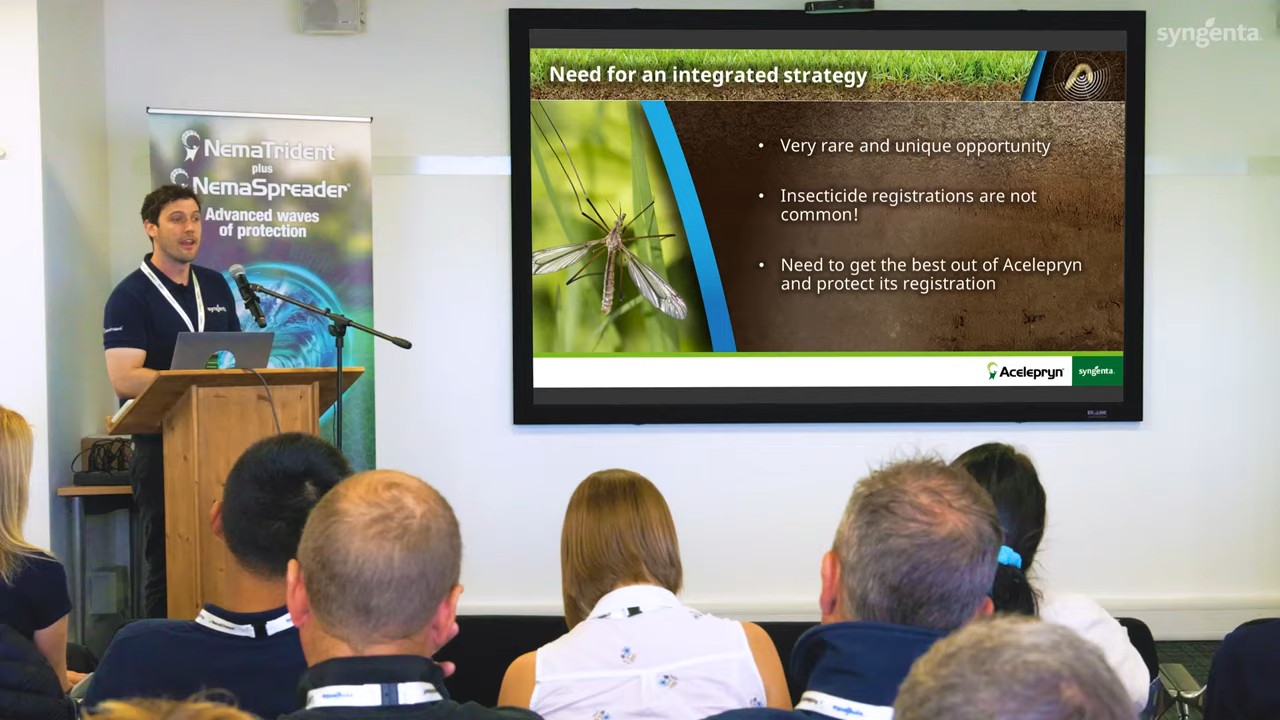 syngenta
Need for an integrated strategy
• Very rare and unique opportunity
• Insecticide registrations are not
common!
• Need to get the best out of Acelepryn
and protect its registration
Acelepryn
syngenta
NemaTrident
plus
NemaSpreader
Advanced waves
of protection
syngenta